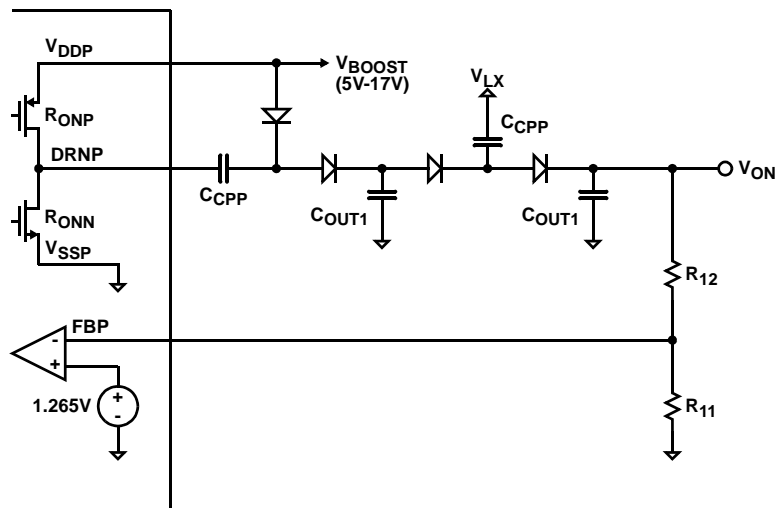 VDDP
VBOOST
(5V-17V)
VLX
RONP
CCPP
DRNP
VON
CCPP
RONN
COUT1
COUT1
VSSP
R12
FBP
-
+
1.265V
+
-
R11